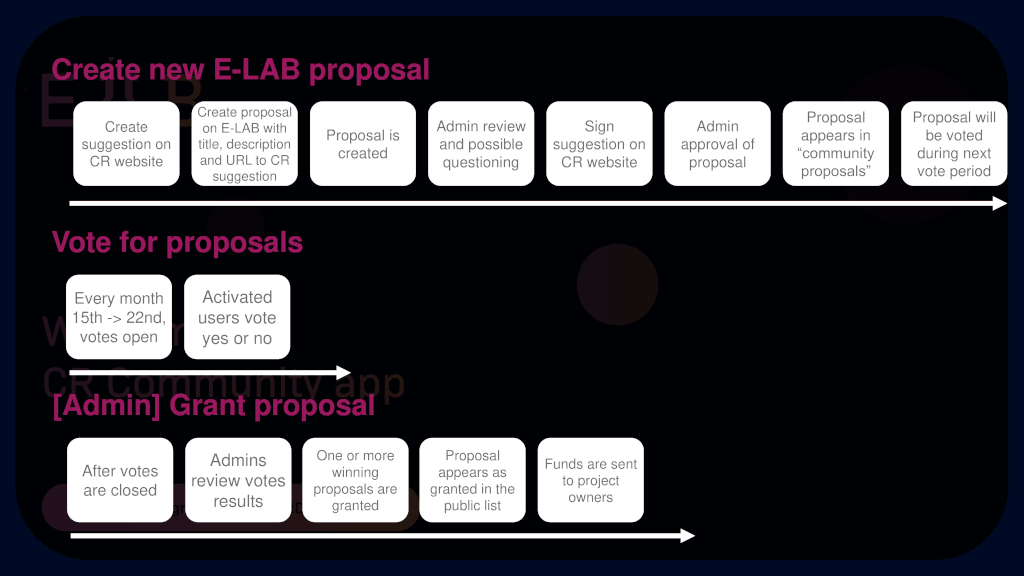 Create new E-LAB proposal
Create
suggestion on
CR website
Create proposal
on E-LAB with
title, description
and URL to CR
suggestion
Proposal is
created
Admin review
and possible
questioning
Sign
suggestion on
CR website
Admin
approval of
proposal
Proposal
appears in
“community
proposals”
Proposal will
be voted
during next
vote period
Vote for proposals
Every month
15th -> 22nd,
votes open
Activated
users vote
yes or no
CR Community app
[Admin] Grant proposal
After votes
are closed
Admins
review votes
results
One or more
winning
proposals are
granted
Proposal
appears as
granted in the
public list
Funds are sent
to project
owners